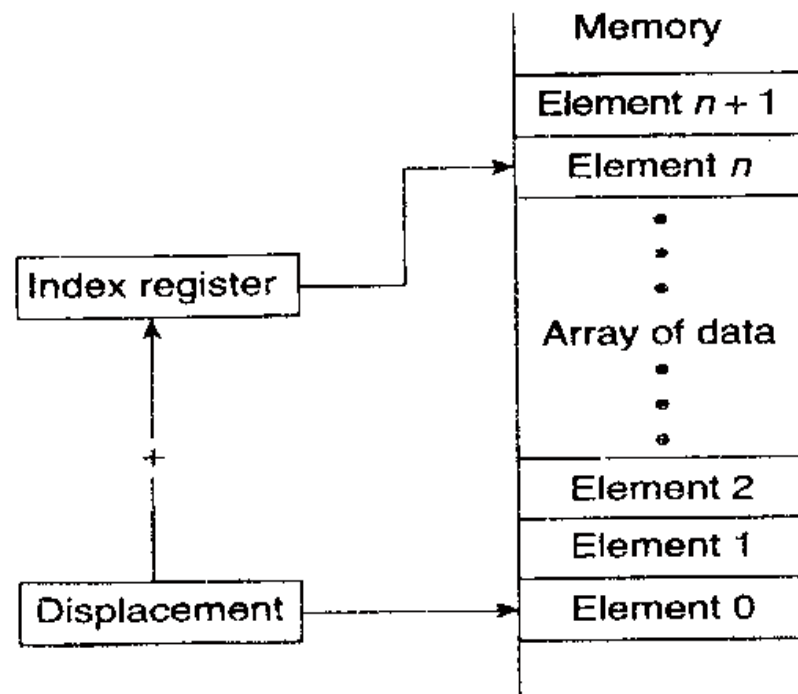 Memory
Element n + 1
Element n
Index register
Array of data
+
Element 2
Element 1
Displacement
Element 0